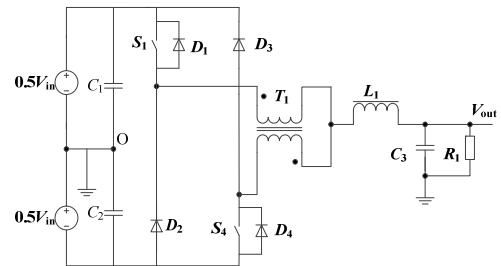 S₁
D₁
D₃
0.5Vᵢₙ
C₁
T₁
L₁
Vₒᵤₜ
O
C₃
R₁
0.5Vᵢₙ
C₂
D₂
S₄
D₄